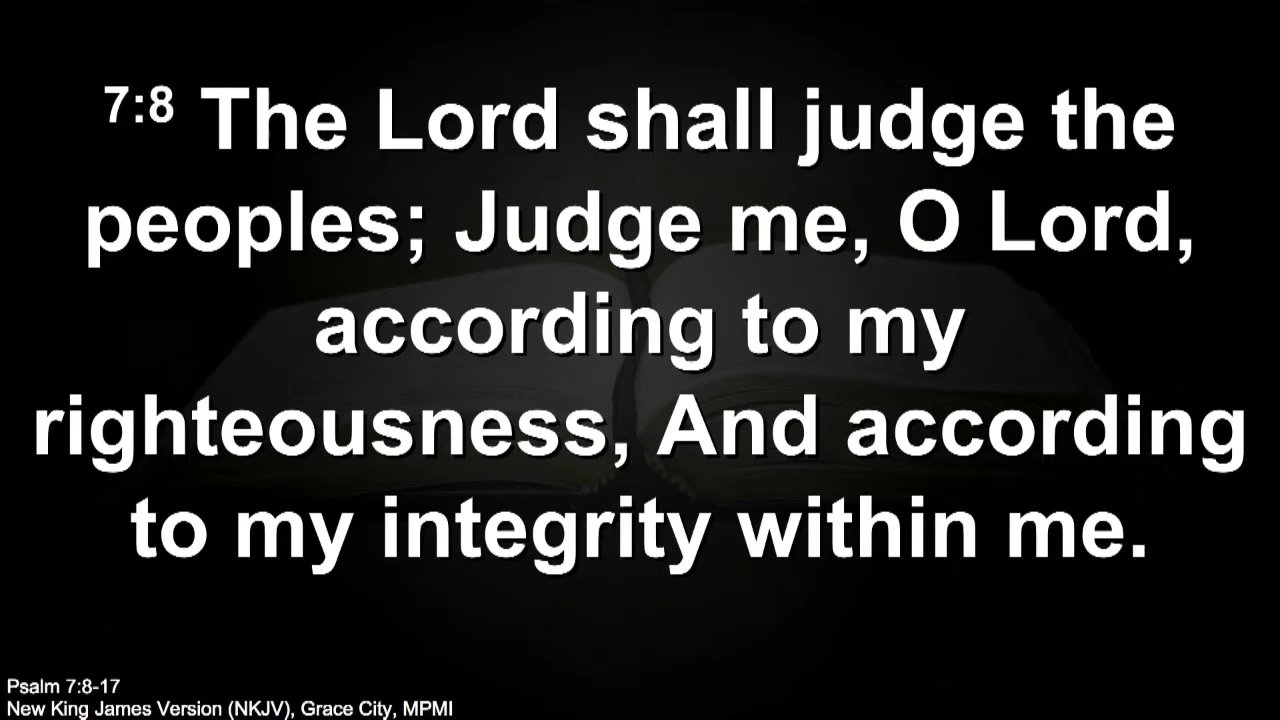 7:8 The Lord shall judge the
peoples; Judge me, O Lord,
according to my
righteousness, And according
to my integrity within me.
Psalm 7:8-17
New King James Version (NKJV), Grace City, MPMI